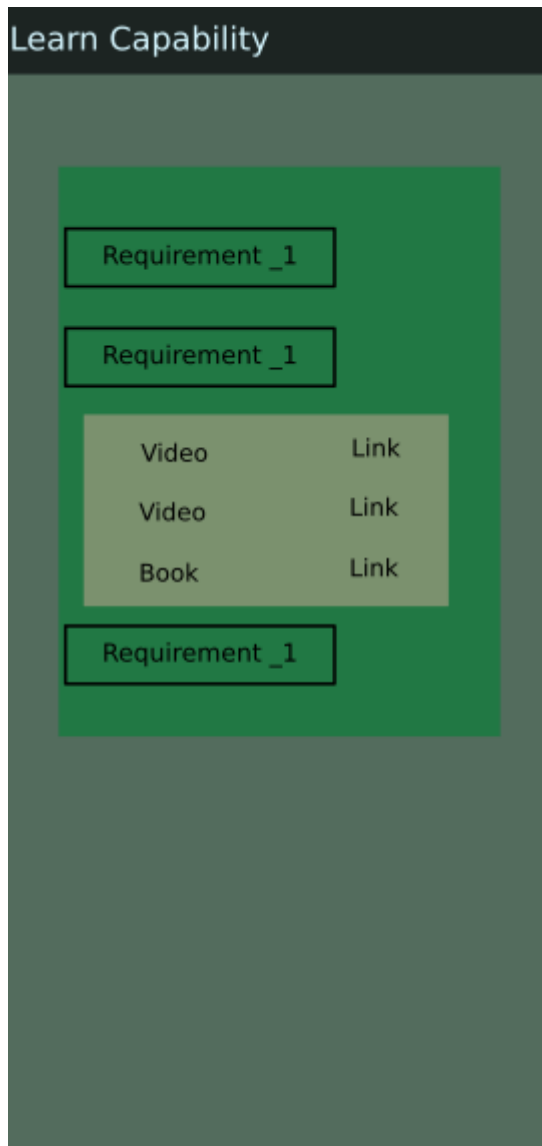 Learn Capability
Requirement _1
Requirement _1
Video Link
Video Link
Book Link
Requirement _1